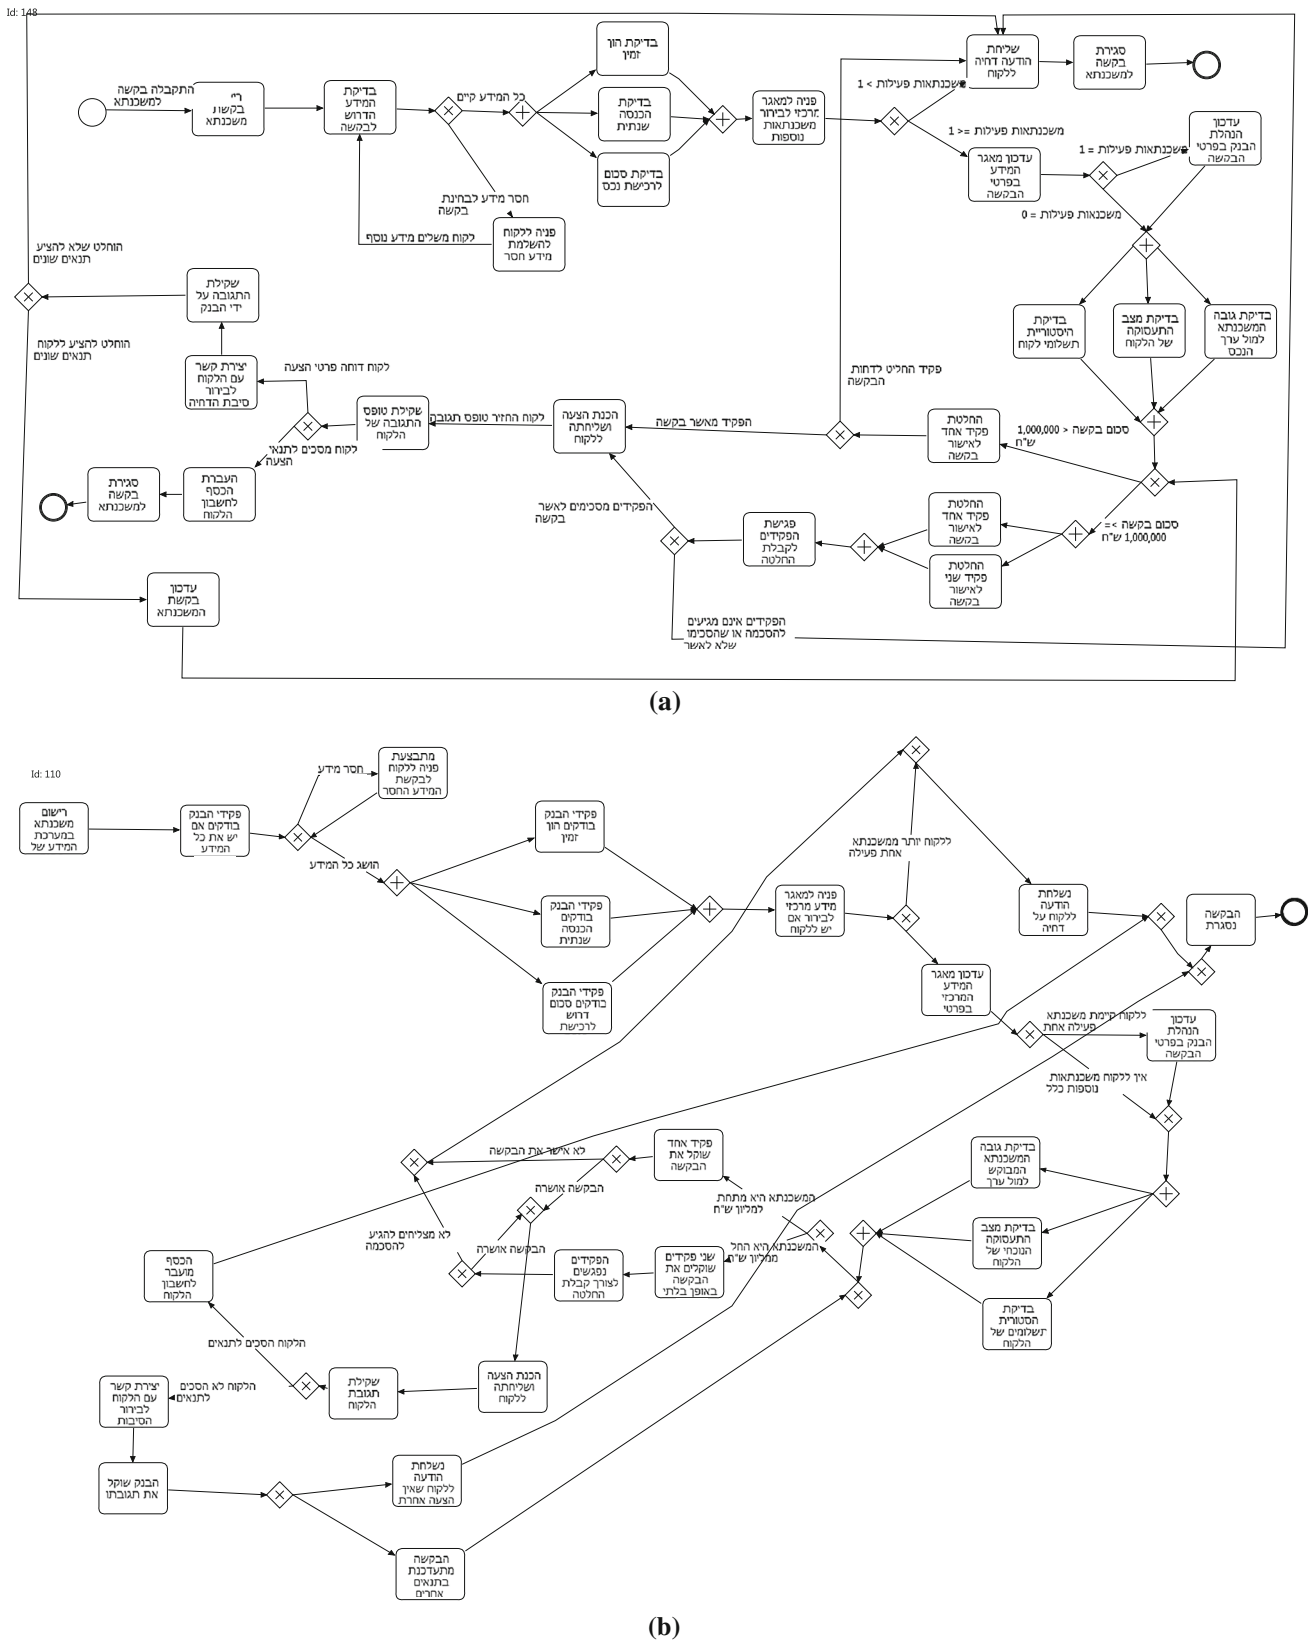 Id: 148
התקבלה בקשה
למשכנתא
בקשת
משכנתא
בדיקת
המידע
הדרוש
לבקשה
כל המידע קיים
בדיקת הון
זמין
בדיקת
הכנסה
שנתית
בדיקת סכום
לרכישת נכס
חסר מידע לבחינת
בקשה
פניה ללקוח
להשלמת
מידע חסר
לקוח משלים מידע נוסף
פניה למאגר
מרכזי לבירור
משכנתאות
נוספות
משכנתאות פעילות > 1
שליחת
הודעה דחיה
ללקוח
סגירת
בקשה
למשכנתא
משכנתאות פעילות =< 1
עדכון מאגר
המידע
בפרטי
הבקשה
משכנתאות פעילות = 1
עדכון
הנהלת
הבנק בפרטי
הבקשה
משכנאות פעילות = 0
בדיקת
היסטוריית
תשלומי לקוח
בדיקת מצב
התעסוקה
של הלקוח
בדיקת גובה
המשכנתא
למול ערך
הנכס
סכום בקשה < 1,000,000
ש"ח
החלטת
פקיד אחד
לאישור
בקשה
סכום בקשה >=
1,000,000 ש"ח
החלטת
פקיד אחד
לאישור
בקשה
החלטת
פקיד שני
לאישור
בקשה
פגישת
הפקידים
לקבלת
החלטה
הפקידים מסכימים לאשר
בקשה
הפקידים אינם מגיעים
להסכמה או שהסכימו
שלא לאשר
פקיד החליט לדחות
הבקשה
הפקיד מאשר בקשה
הכנת הצעה
ושליחתה
ללקוח
לקוח החזיר טופס תגובה
שקילת טופס
התגובה של
הלקוח
לקוח דוחה פרטי הצעה
לקוח מסכים לתנאי
הצעה
יצירת קשר
עם הלקוח
לבירור
סיבת הדחיה
שקילת
התגובה על
ידי הבנק
הוחלט שלא להציע
תנאים שונים
הוחלט להציע ללקוח
תנאים שונים
העברת
הכסף
לחשבון
הלקוח
סגירת
בקשה
למשכנתא
עדכון
בקשת
המשכנתא
(a)
Id: 110
רישום
משכנתא
במערכת
המידע של
פקידי הבנק
בודקים אם
יש את כל
המידע
חסר מידע
מתבצעת
פניה ללקוח
לבקשת
המידע החסר
הושג כל המידע
פקידי הבנק
בודקים הון
זמין
פקידי הבנק
בודקים
הכנסה
שנתית
פקידי הבנק
בודקים סכום
דרוש
לרכישת
פניה למאגר
מידע מרכזי
לבירור אם
יש ללקוח
ללקוח יותר ממשכנתא
אחת פעילה
נשלחת
הודעה
ללקוח על
דחיה
הבקשה
נסגרת
עדכון מאגר
המידע
המרכזי
בפרטי
ללקוח קיימת משכנתא
פעילה אחת
עדכון
הנהלת
הבנק בפרטי
הבקשה
אין ללקוח משכנתאות
נוספות כלל
בדיקת גובה
המשכנתא
המבוקש
למול ערך
בדיקת מצב
התעסוקה
הנוכחי של
הלקוח
בדיקת
הסטורית
תשלומים של
הלקוח
המשכנתא היא מתחת
למליון ש"ח
המשכנתא היא החל
ממליון ש"ח
פקיד אחד
שוקל את
הבקשה
לא אישר את הבקשה
הבקשה אושרה
שני פקידים
שוקלים את
הבקשה
באופן בלתי
הפקידים
נפגשים
לצורך קבלת
החלטה
הבקשה אושרה
לא מצליחים להגיע
להסכמה
הכנת הצעה
ושליחתה
ללקוח
שקילת
תגובת
הלקוח
הלקוח הסכים לתנאים
הכסף
מועבר
לחשבון
הלקוח
הלקוח לא הסכים
לתנאים
יצירת קשר
עם הלקוח
לבירור
הסיבות
הבנק שוקל
את תגובתו
נשלחת
הודעה
ללקוח שאין
הצעה אחרת
הבקשה
מתעדכנת
בתנאים
אחרים
(b)